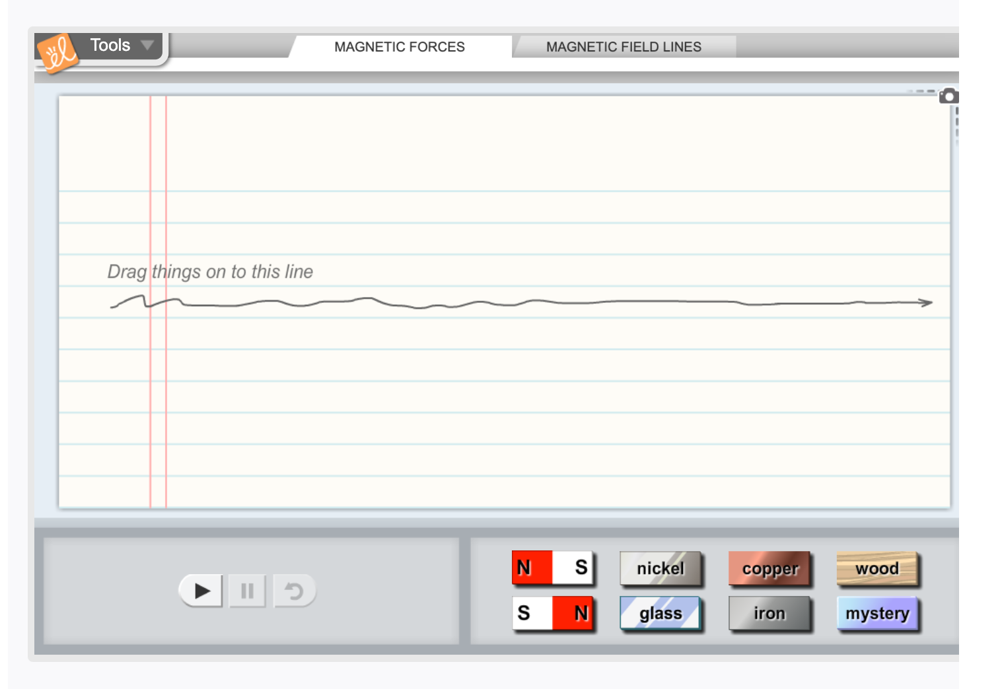 Tools
MAGNETIC FORCES
MAGNETIC FIELD LINES
Drag things on to this line
N S
nickel
copper
wood
S N
glass
iron
mystery